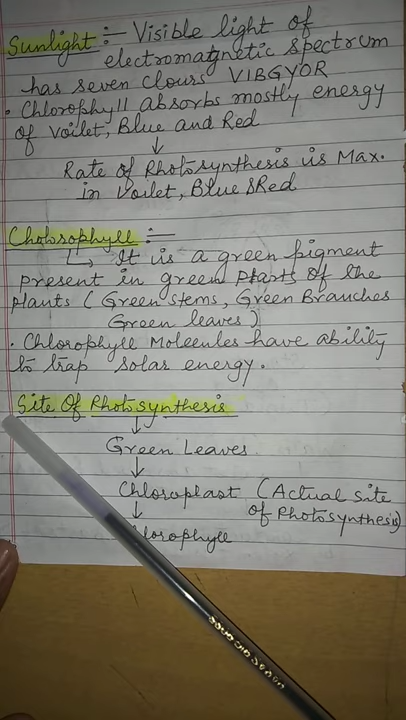 Sunlight :- Visible light of
electromagnetic spectrum
has seven clours VIBGYOR
· Chlorophyll absorbs mostly energy
of Voilet, Blue and Red
↓
Rate of Photosynthesis is Max.
in Voilet, Blue & Red
Cholorophyll :-
↳ It is a green pigment
present in green parts of the
plants (Green stems, Green Branches
Green leaves)
· Chlorophyll Molecules have ability
to trap solar energy.
Site Of Photosynthesis
↓
Green Leaves
↓
Chloroplast (Actual site
of Photosynthesis)
↓
lorophyll